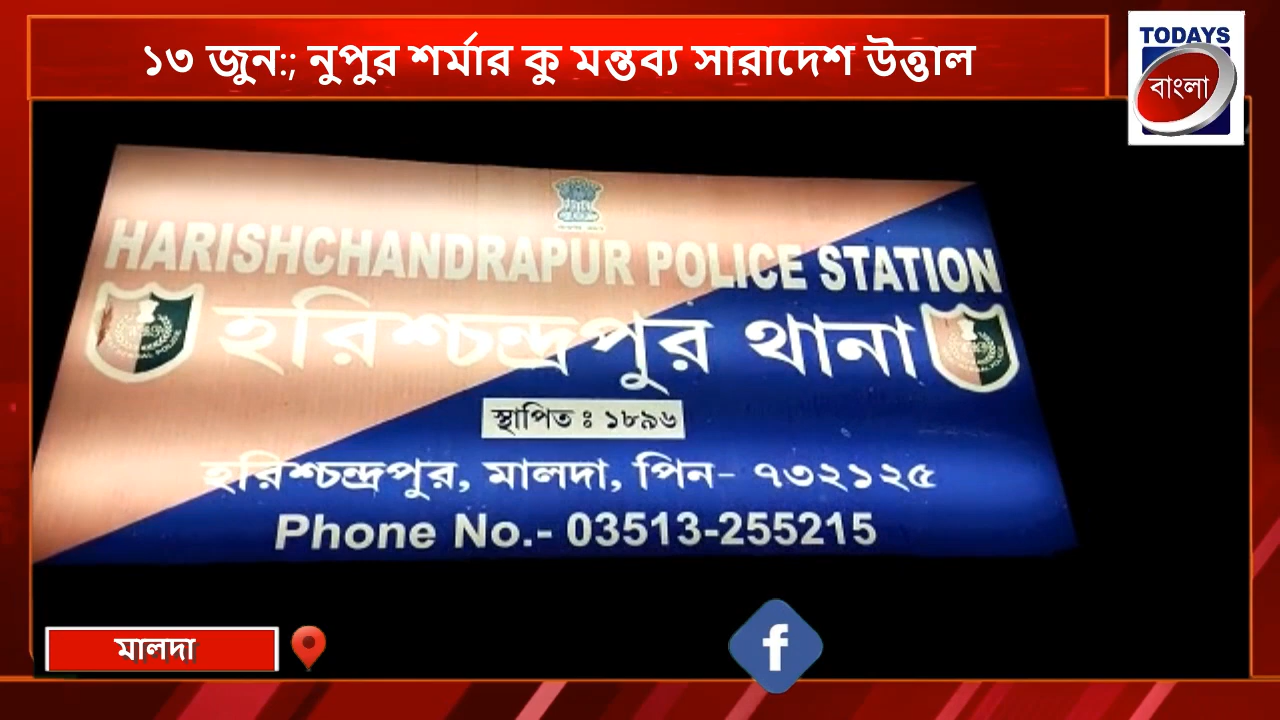 ১৩ জুন:; নুপুর শর্মার কু মন্তব্য সারাদেশ উত্তাল
TODAYS
বাংলা
HARISHCHANDRAPUR POLICE STATION
হরিশ্চন্দ্রপুর থানা
স্থাপিত ঃ ১৮৯৬
হরিশ্চন্দ্রপুর, মালদা, পিন- ৭৩২১২৫
Phone No.- 03513-255215
মালদা
f